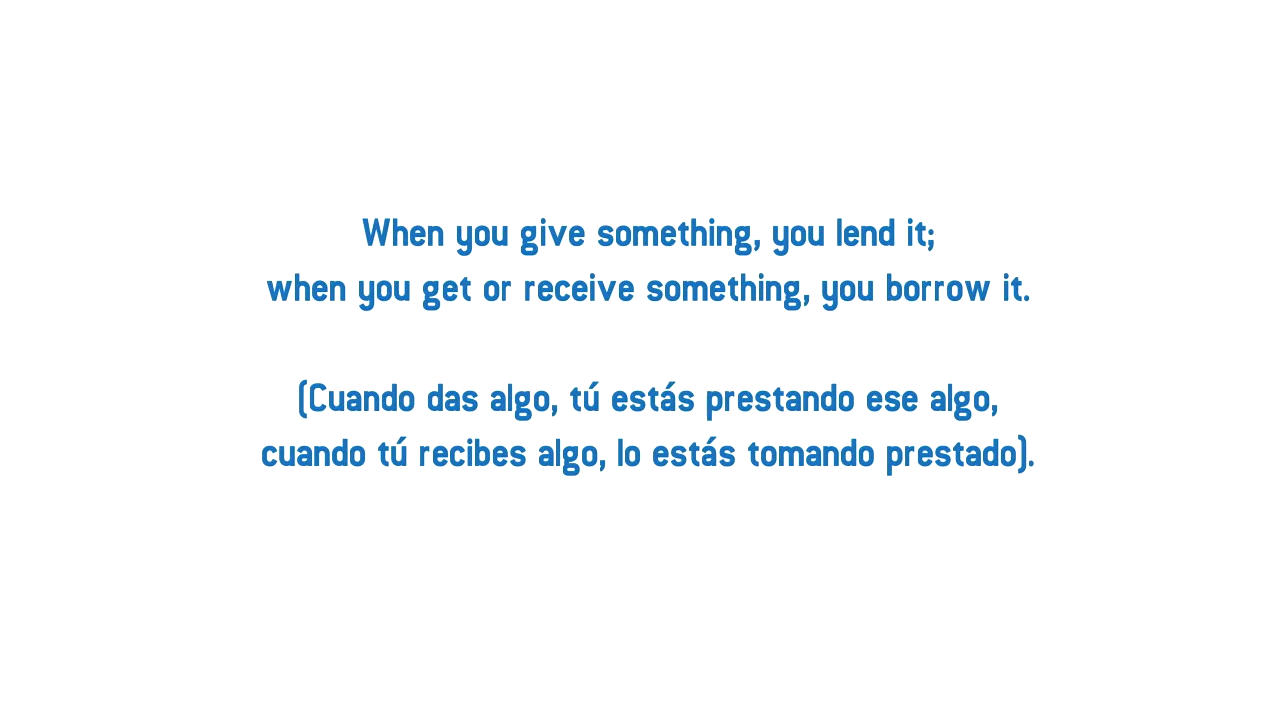 When you give something, you lend it;
when you get or receive something, you borrow it.
(Cuando das algo, tú estás prestando ese algo,
cuando tú recibes algo, lo estás tomando prestado).